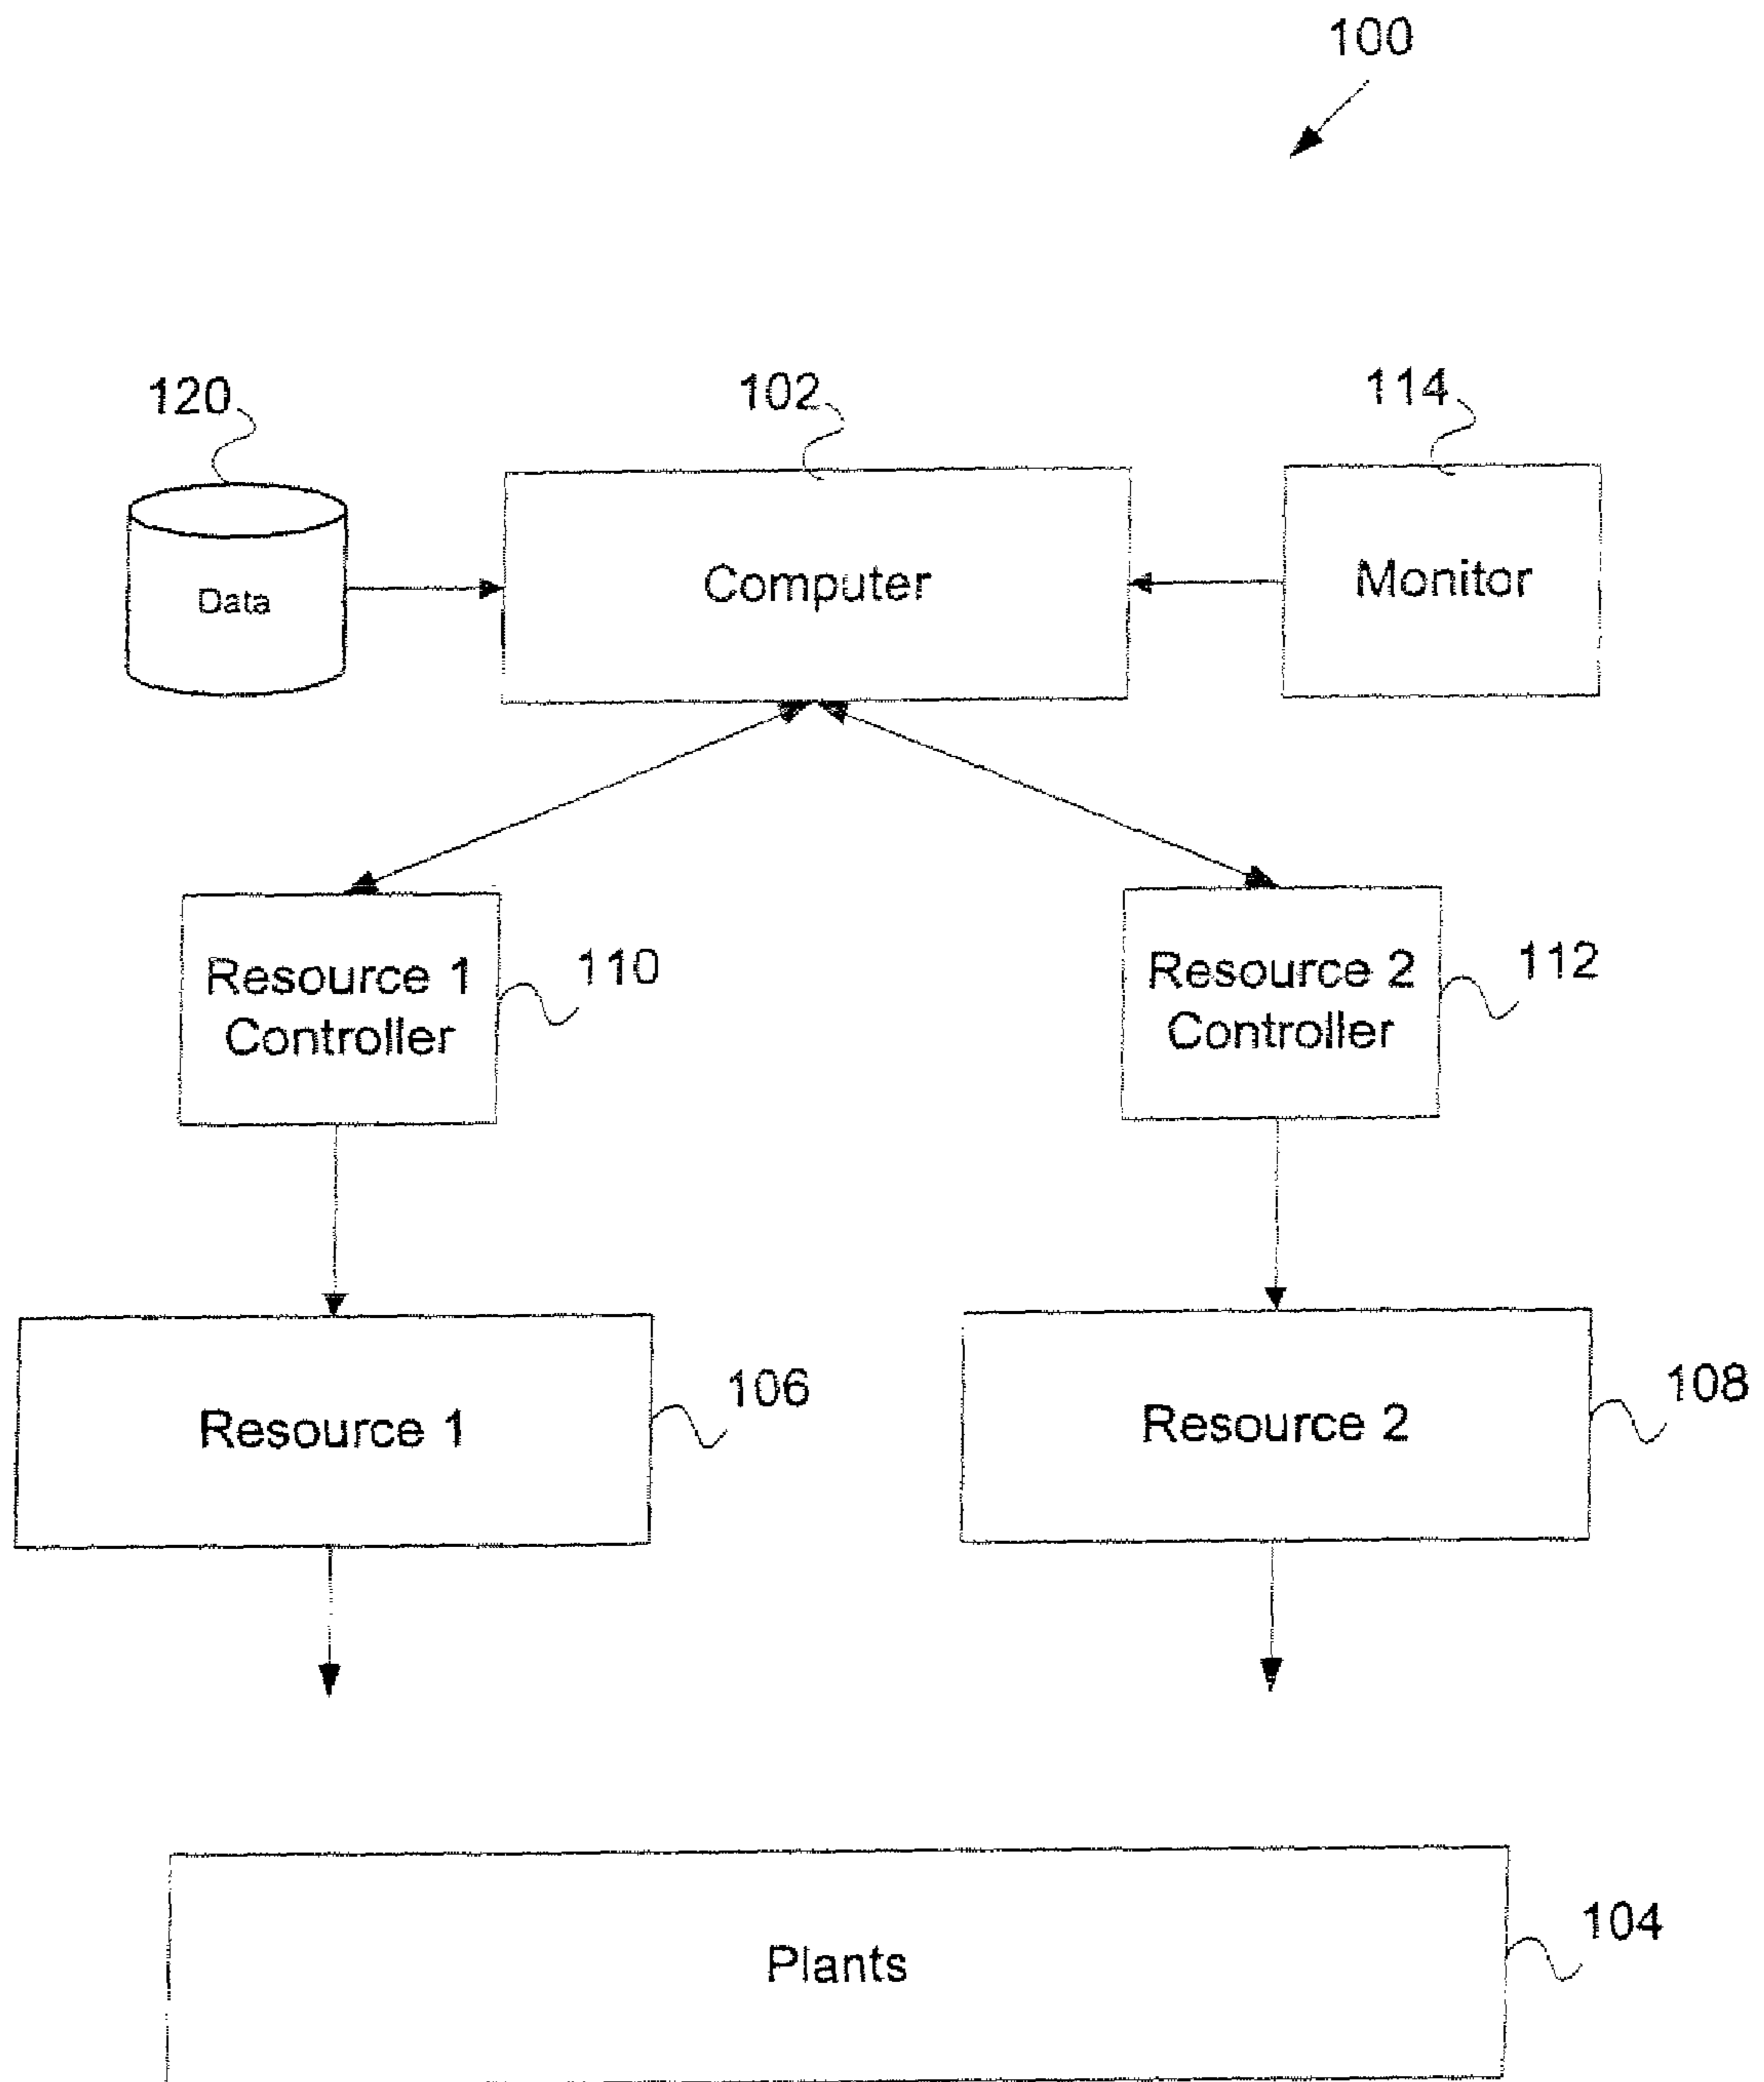 100
120
102
114
Data
Computer
Monitor
Resource 1
Controller
110
Resource 2
Controller
112
Resource 1
106
Resource 2
108
Plants
104